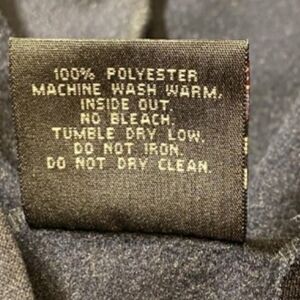 100% POLYESTER
MACHINE WASH WARM,
INSIDE OUT.
NO BLEACH.
TUMBLE DRY LOW.
DO NOT IRON.
DO NOT DRY CLEAN.